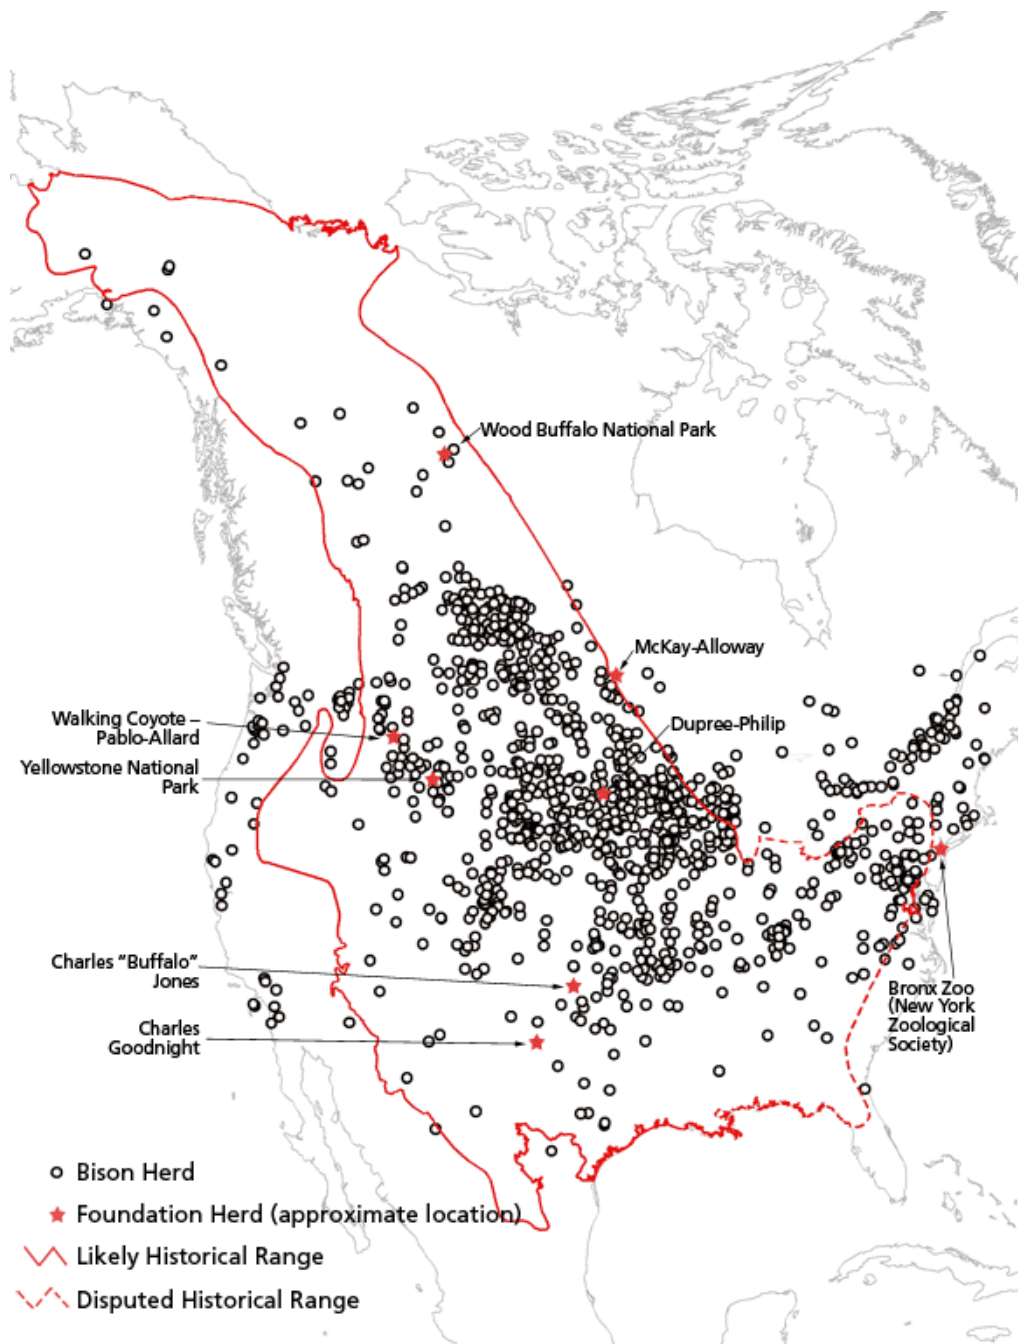 Wood Buffalo National Park
McKay-Alloway
Dupree-Philip
Walking Coyote –
Pablo-Allard
Yellowstone National
Park
Charles “Buffalo”
Jones
Charles
Goodnight
Bronx Zoo
(New York
Zoological
Society)
Bison Herd
Foundation Herd (approximate location)
Likely Historical Range
Disputed Historical Range